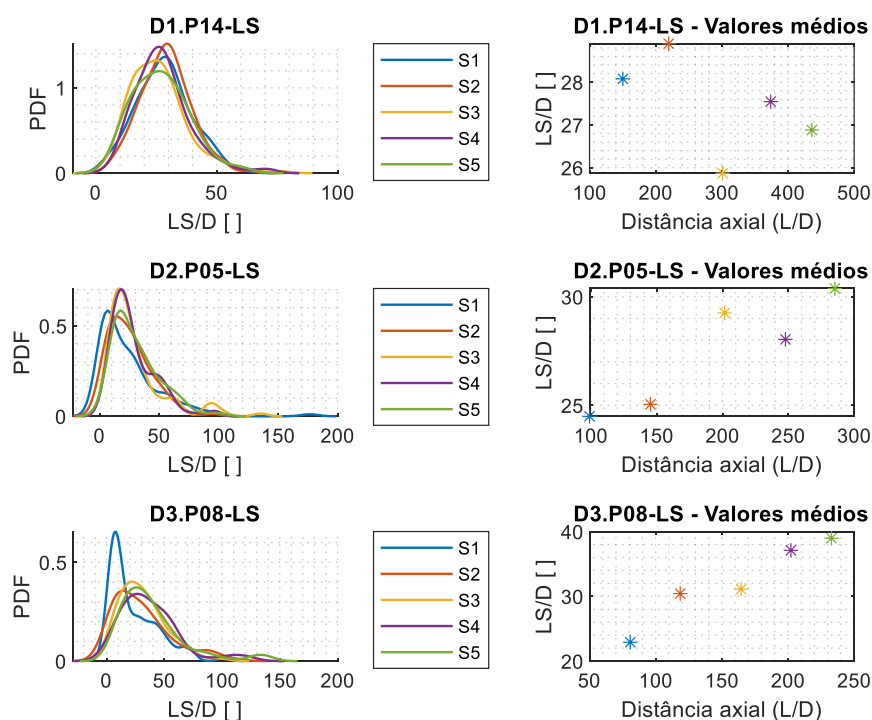 D1.P14-LS
PDF
1
0
0
50
100
LS/D [ ]
S1
S2
S3
S4
S5
D1.P14-LS - Valores médios
LS/D [ ]
28
27
26
100
200
300
400
500
Distância axial (L/D)
D2.P05-LS
PDF
0.5
0
0
50
100
150
200
LS/D [ ]
S1
S2
S3
S4
S5
D2.P05-LS - Valores médios
LS/D [ ]
30
25
100
150
200
250
300
Distância axial (L/D)
D3.P08-LS
PDF
0.5
0
0
50
100
150
200
LS/D [ ]
S1
S2
S3
S4
S5
D3.P08-LS - Valores médios
LS/D [ ]
40
30
20
50
100
150
200
250
Distância axial (L/D)